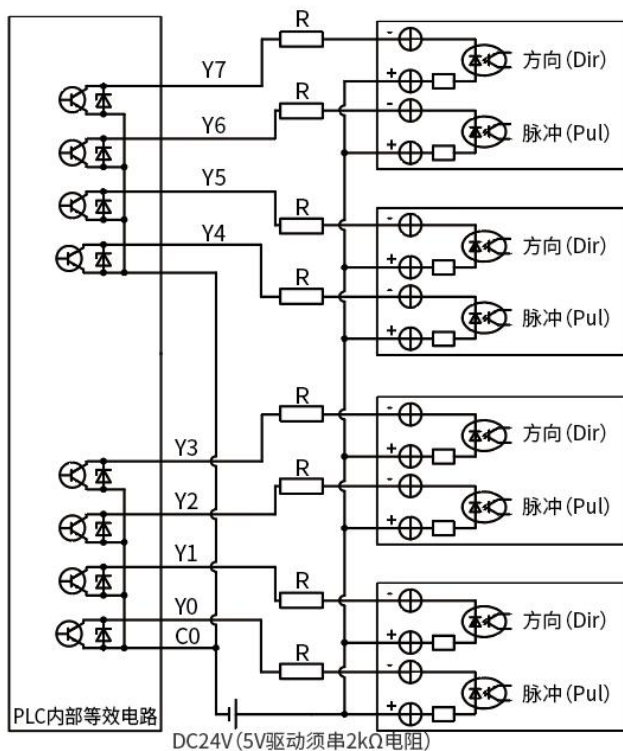 R
- 方向(Dir)
Y7
+
R
Y6
- 脉冲(Pul)
+
R
Y5
- 方向(Dir)
Y4
+
R
- 脉冲(Pul)
+
R
- 方向(Dir)
Y3
+
R
Y2
- 脉冲(Pul)
+
R
Y1
- 方向(Dir)
Y0
C0
+
R
- 脉冲(Pul)
+
PLC内部等效电路
DC24V(5V驱动须串2kΩ电阻)